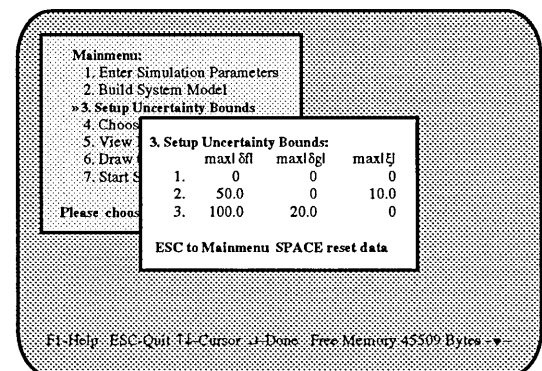 Mainmenu:
1. Enter Simulation Parameters
2. Build System Model
»3. Setup Uncertainty Bounds
4. Choos
5. View
6. Draw
7. Start S
Please choos
3. Setup Uncertainty Bounds:
max|δf| max|δg| max|ξ|
1. 0 0 0
2. 50.0 0 10.0
3. 100.0 20.0 0
ESC to Mainmenu SPACE reset data
F1-Help ESC-Quit ↑↓-Cursor ↵-Done Free Memory 45509 Bytes -♥-